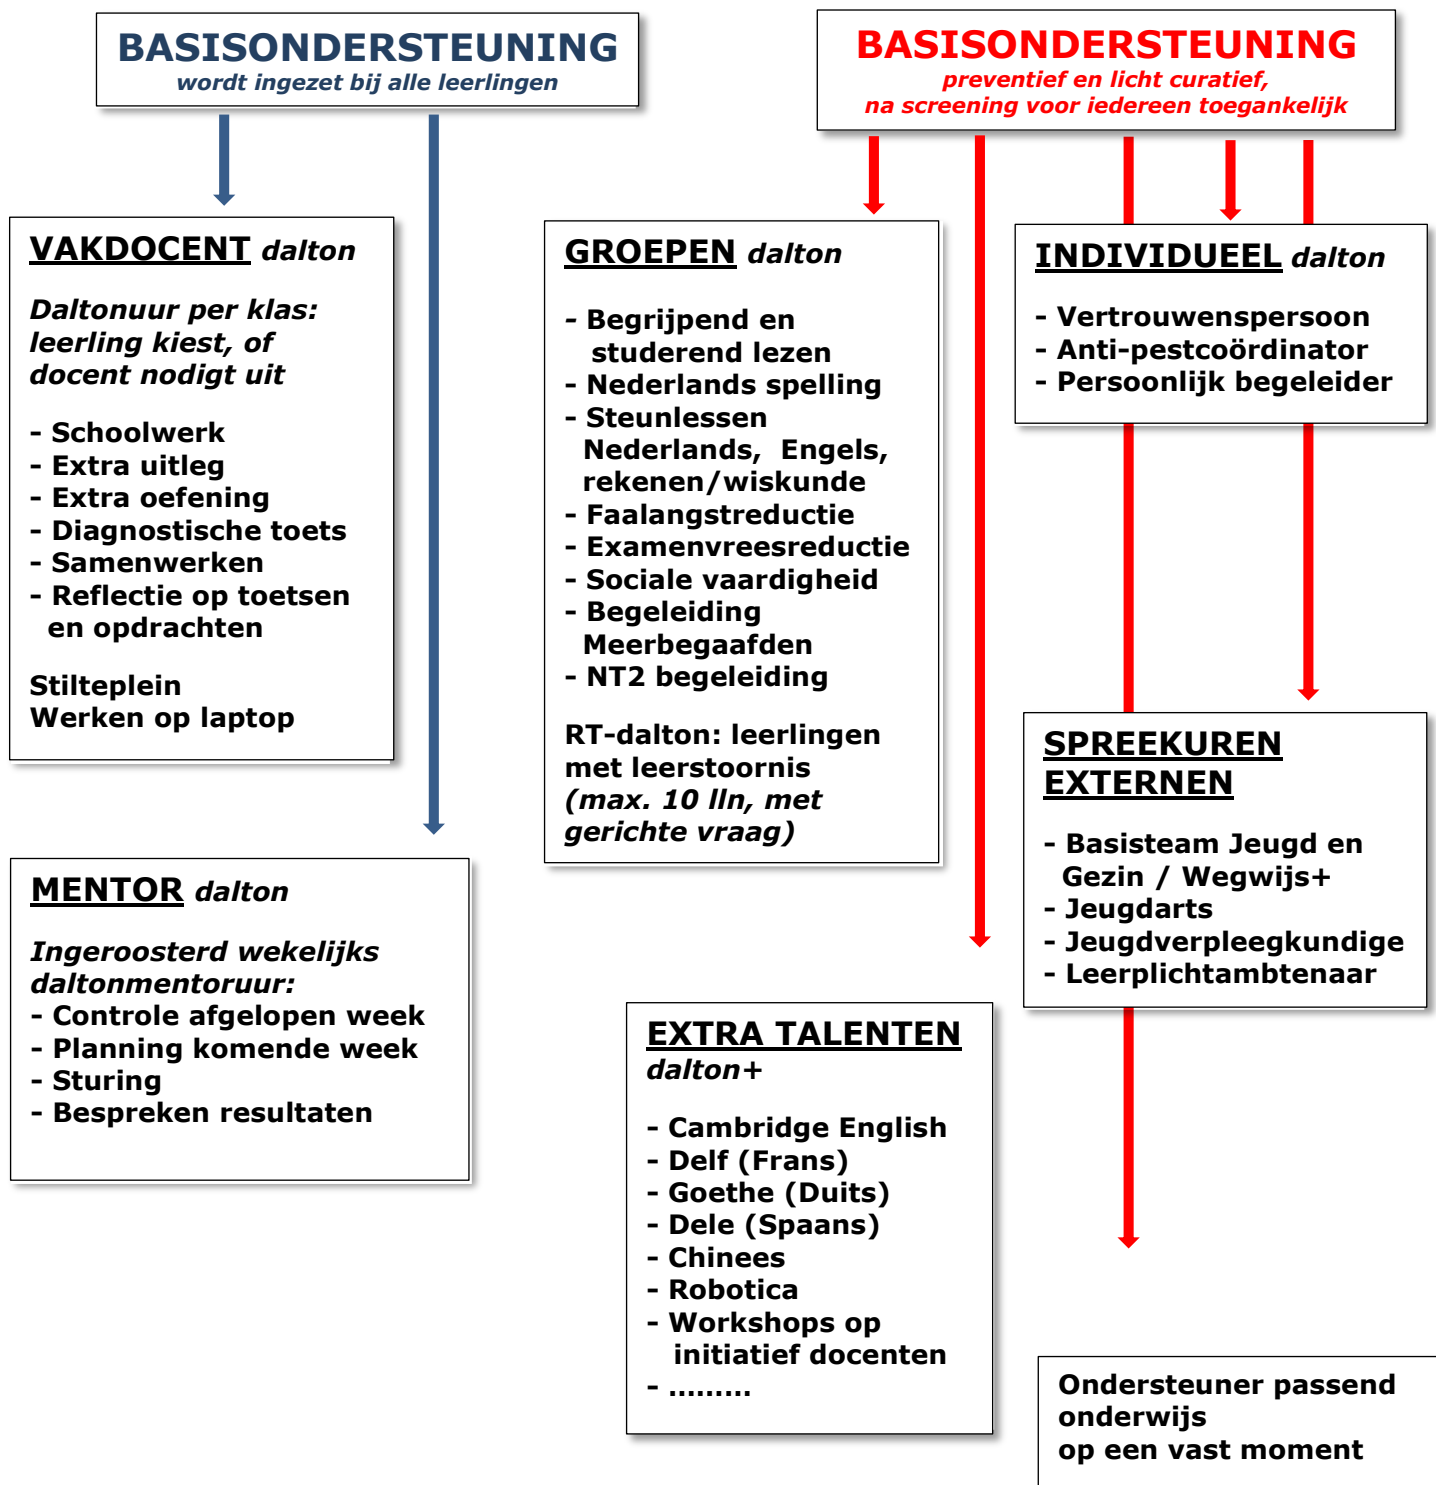 BASISONDERSTEUNING
wordt ingezet bij alle leerlingen
BASISONDERSTEUNING
preventief en licht curatief,
na screening voor iedereen toegankelijk
VAKDOCENT dalton
Daltonuur per klas:
leerling kiest, of
docent nodigt uit
- Schoolwerk
- Extra uitleg
- Extra oefening
- Diagnostische toets
- Samenwerken
- Reflectie op toetsen
en opdrachten
Stilteplein
Werken op laptop
MENTOR dalton
Ingeroosterd wekelijks
daltonmentoruur:
- Controle afgelopen week
- Planning komende week
- Sturing
- Bespreken resultaten
GROEPEN dalton
- Begrijpend en
studerend lezen
- Nederlands spelling
- Steunlessen
Nederlands, Engels,
rekenen/wiskunde
- Faalangstreductie
- Examenvreesreductie
- Sociale vaardigheid
- Begeleiding
Meerbegaafden
- NT2 begeleiding
RT-dalton: leerlingen
met leerstoornis
(max. 10 lln, met
gerichte vraag)
EXTRA TALENTEN
dalton+
- Cambridge English
- Delf (Frans)
- Goethe (Duits)
- Dele (Spaans)
- Chinees
- Robotica
- Workshops op
initiatief docenten
- .........
INDIVIDUEEL dalton
- Vertrouwenspersoon
- Anti-pestcoördinator
- Persoonlijk begeleider
SPREEKUREN
EXTERNEN
- Basisteam Jeugd en
Gezin / Wegwijs+
- Jeugdarts
- Jeugdverpleegkundige
- Leerplichtambtenaar
Ondersteuner passend
onderwijs
op een vast moment